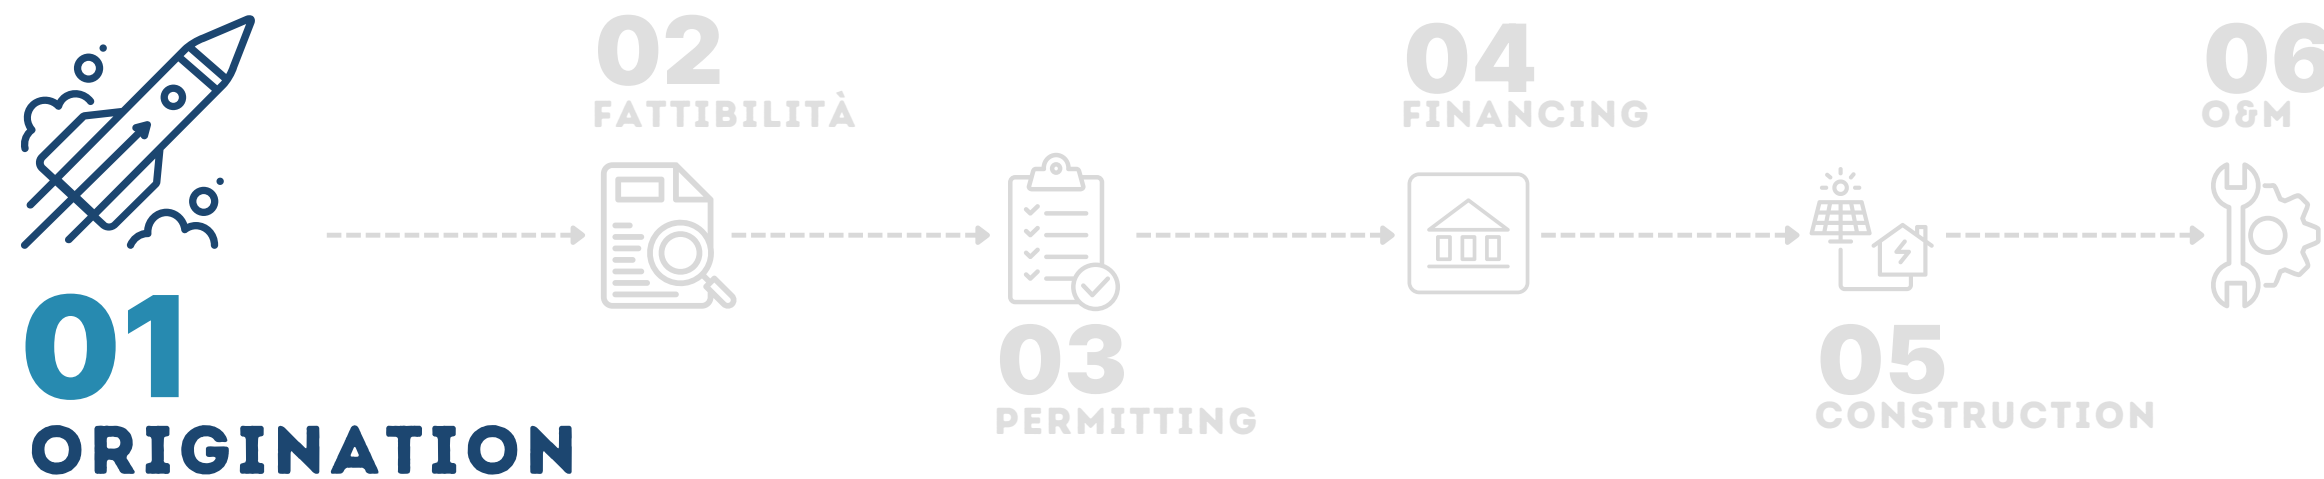 01
ORIGINATION
02
FATTIBILITÀ
03
PERMITTING
04
FINANCING
05
CONSTRUCTION
06
O&M